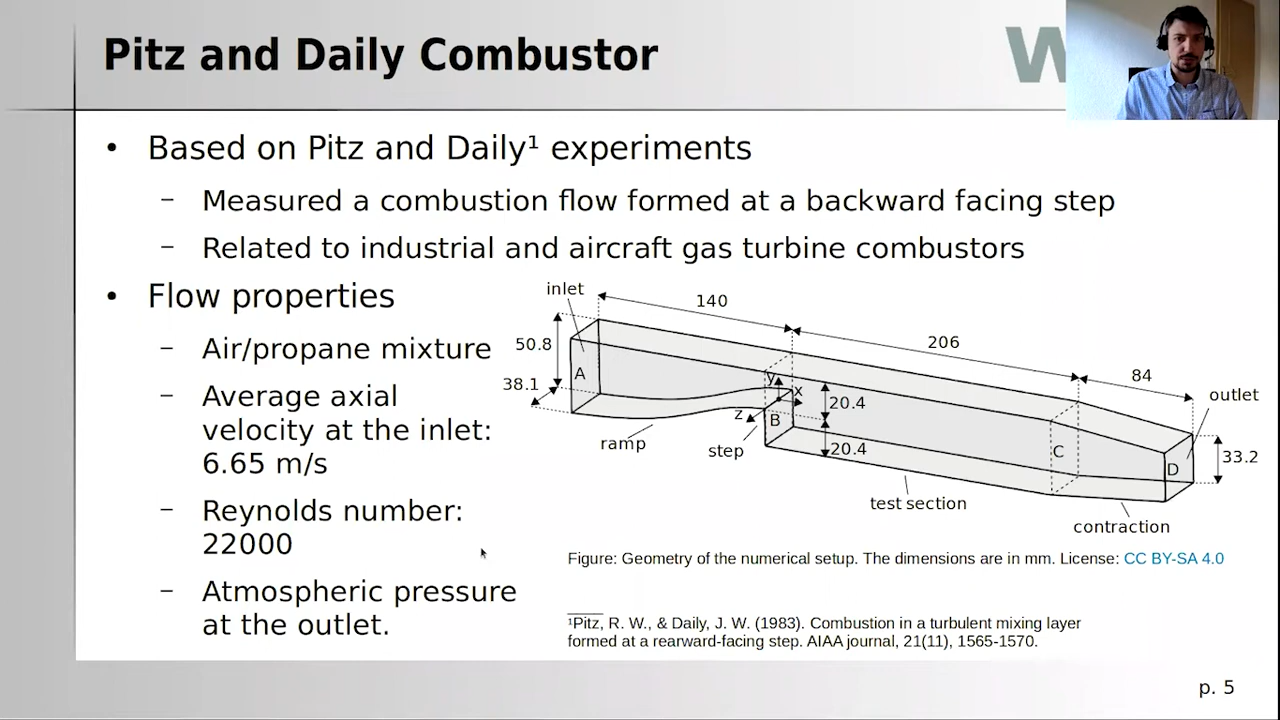 Pitz and Daily Combustor
W
• Based on Pitz and Daily¹ experiments
– Measured a combustion flow formed at a backward facing step
– Related to industrial and aircraft gas turbine combustors
• Flow properties
– Air/propane mixture
– Average axial
velocity at the inlet:
6.65 m/s
– Reynolds number:
22000
– Atmospheric pressure
at the outlet.
inlet
140
206
84
50.8
38.1
A
y
x
z
B
20.4
20.4
C
D
outlet
33.2
ramp
step
test section
contraction
Figure: Geometry of the numerical setup. The dimensions are in mm. License: CC BY-SA 4.0
¹Pitz, R. W., & Daily, J. W. (1983). Combustion in a turbulent mixing layer
formed at a rearward-facing step. AIAA journal, 21(11), 1565-1570.
p. 5